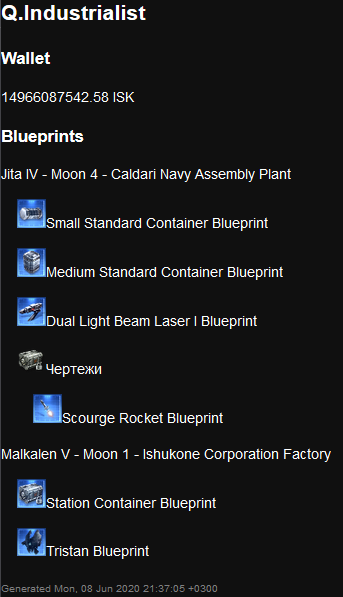 Q.Industrialist
Wallet
14966087542.58 ISK
Blueprints
Jita IV - Moon 4 - Caldari Navy Assembly Plant
Small Standard Container Blueprint
Medium Standard Container Blueprint
Dual Light Beam Laser I Blueprint
Чертежи
Scourge Rocket Blueprint
Malkalen V - Moon 1 - Ishukone Corporation Factory
Station Container Blueprint
Tristan Blueprint
Generated Mon, 08 Jun 2020 21:37:05 +0300